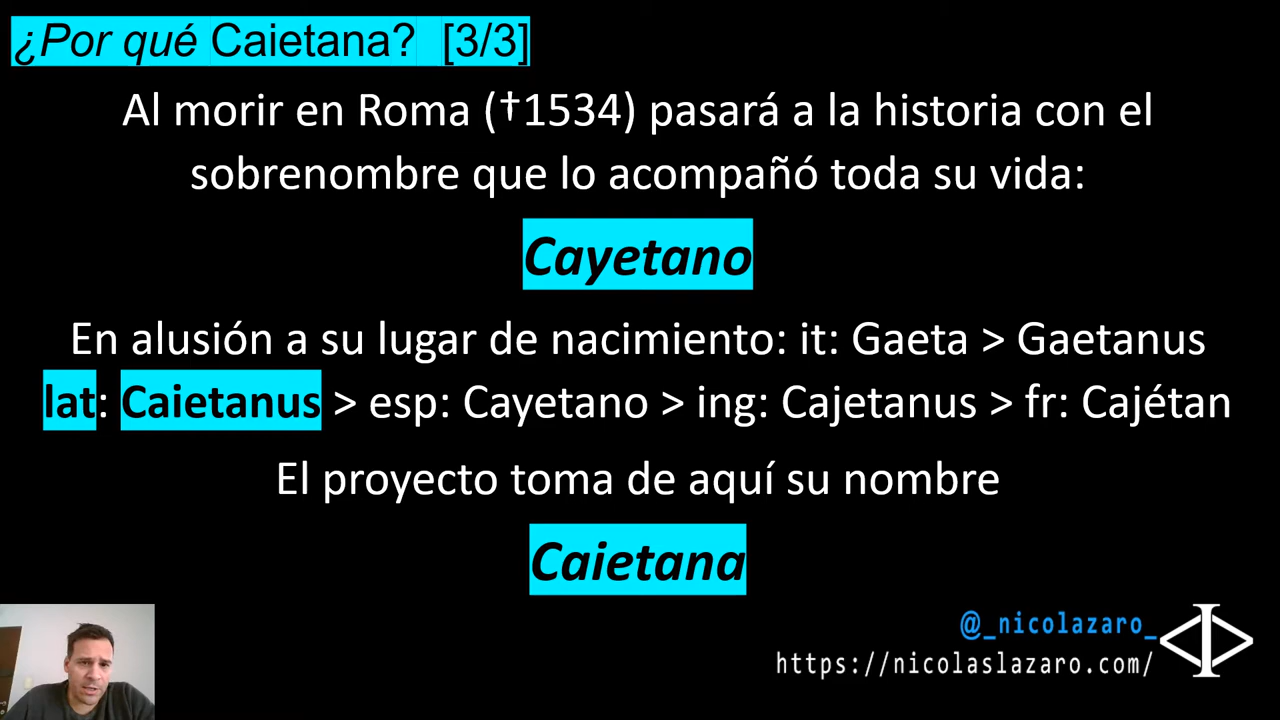 ¿Por qué Caietana? [3/3]
Al morir en Roma (†1534) pasará a la historia con el
sobrenombre que lo acompañó toda su vida:
Cayetano
En alusión a su lugar de nacimiento: it: Gaeta > Gaetanus
lat: Caietanus > esp: Cayetano > ing: Cajetanus > fr: Cajétan
El proyecto toma de aquí su nombre
Caietana
@_nicolazaro_
https://nicolaslazaro.com/